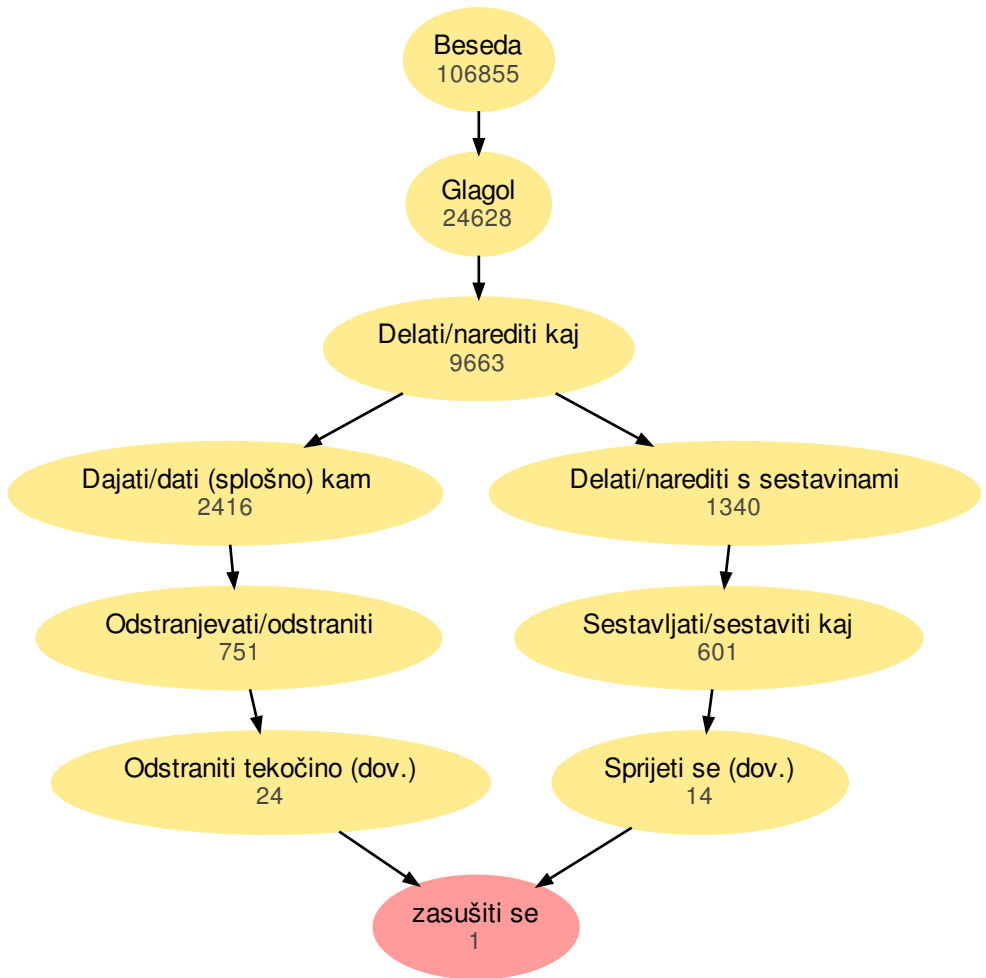 Beseda
106855
Glagol
24628
Delati/narediti kaj
9663
Dajati/dati (splošno) kam
2416
Delati/narediti s sestavinami
1340
Odstranjevati/odstraniti
751
Sestavljati/sestaviti kaj
601
Odstraniti tekočino (dov.)
24
Sprijeti se (dov.)
14
zasušiti se
1